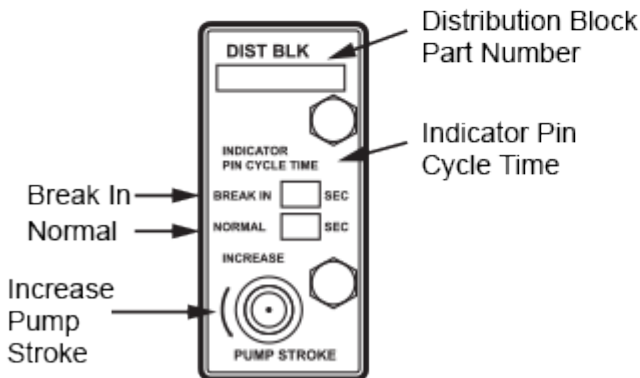 Distribution Block
Part Number
DIST BLK
Indicator Pin
Cycle Time
INDICATOR
PIN CYCLE TIME
Break In
BREAK IN SEC
Normal
NORMAL SEC
INCREASE
Increase
Pump
Stroke
PUMP STROKE